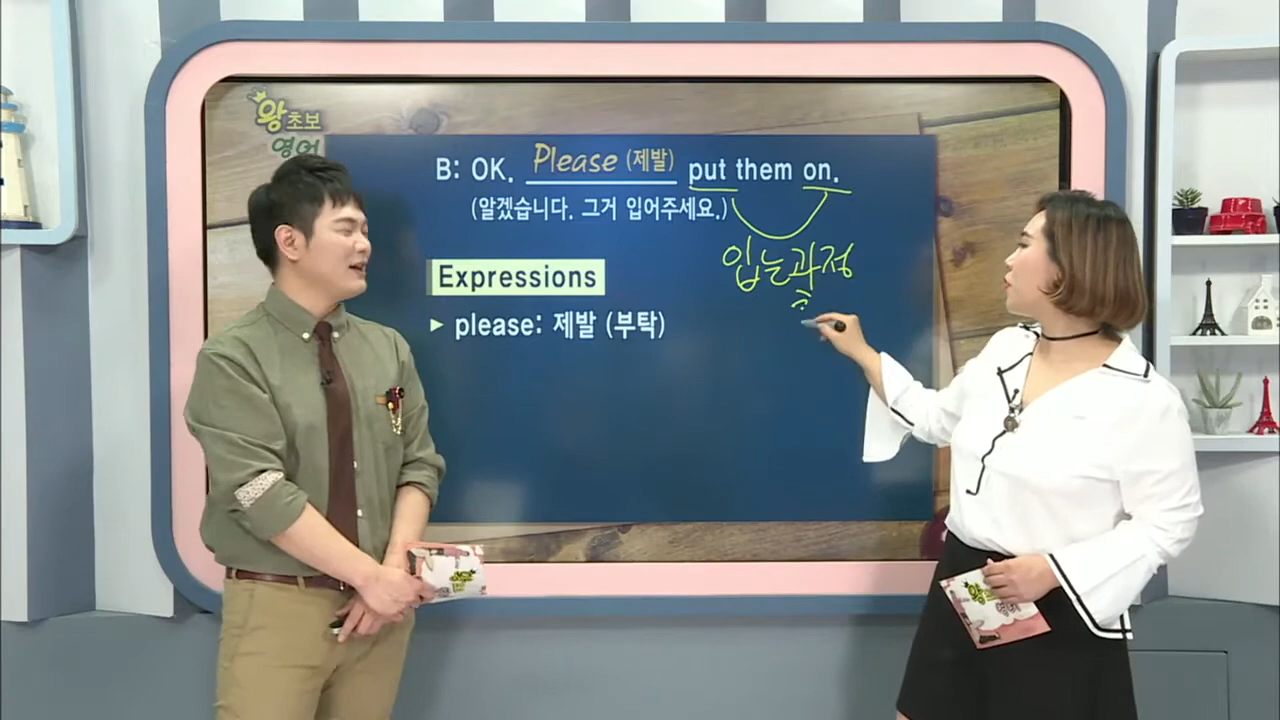 왕초보
영어
B: OK. Please (제발) put them on.
(알겠습니다. 그거 입어주세요.)
입는과정
Expressions
▶ please: 제발 (부탁)